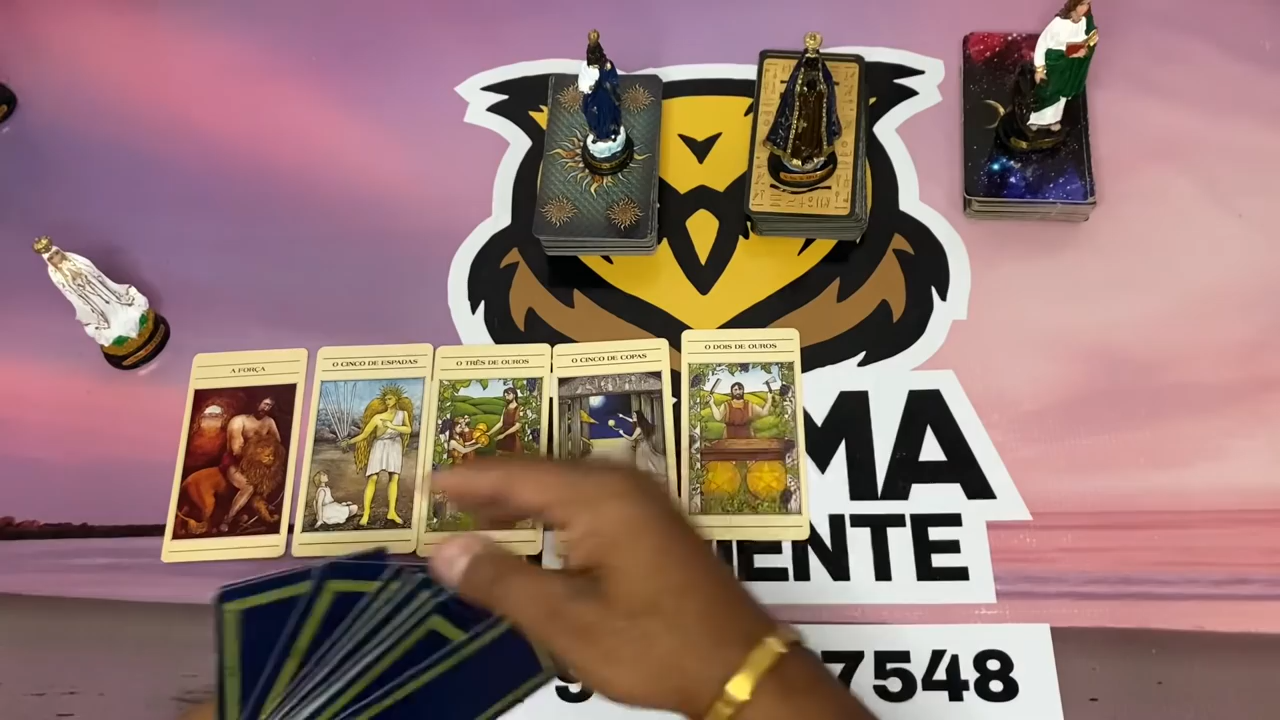 A FORÇA
O CINCO DE ESPADAS
O TRÊS DE OUROS
O CINCO DE COPAS
O DOIS DE OUROS
MA
ENTE
7548